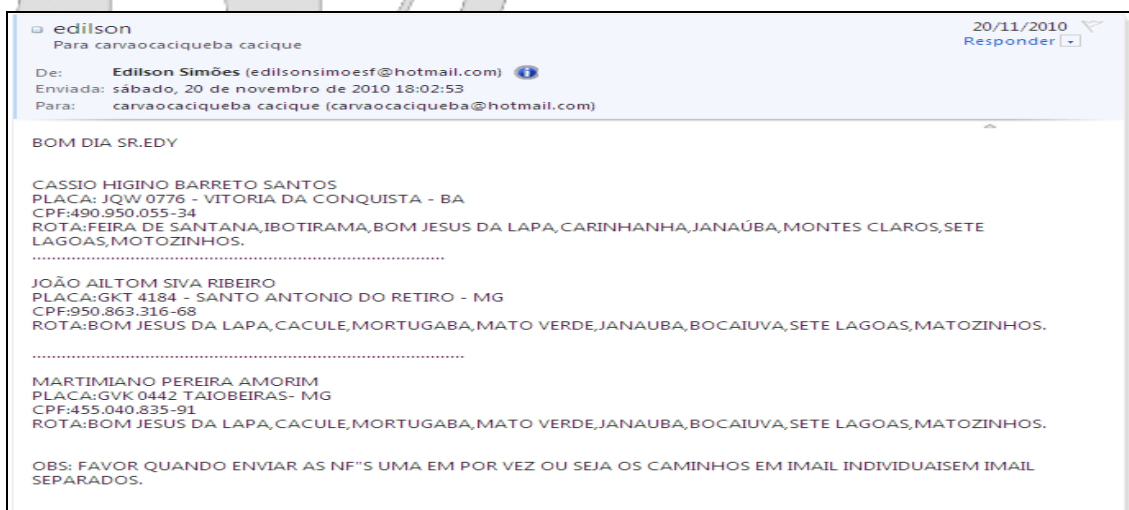 edilson
20/11/2010
Para carvaocaciqueba cacique
Responder
De: Edilson Simões (edilsonsimoesf@hotmail.com)
Enviada: sábado, 20 de novembro de 2010 18:02:53
Para: carvaocaciqueba cacique (carvaocaciqueba@hotmail.com)
BOM DIA SR.EDY
CASSIO HIGINO BARRETO SANTOS
PLACA: JQW 0776 - VITORIA DA CONQUISTA - BA
CPF:490.950.055-34
ROTA:FEIRA DE SANTANA,IBOTIRAMA,BOM JESUS DA LAPA,CARINHANHA,JANAÚBA,MONTES CLAROS,SETE
LAGOAS,MOTOZINHOS.
.....................................................................................
JOÃO AILTOM SIVA RIBEIRO
PLACA:GKT 4184 - SANTO ANTONIO DO RETIRO - MG
CPF:950.863.316-68
ROTA:BOM JESUS DA LAPA,CACULE,MORTUGABA,MATO VERDE,JANAUBA,BOCAIUVA,SETE LAGOAS,MATOZINHOS.
.........................................................................................
MARTIMIANO PEREIRA AMORIM
PLACA:GVK 0442 TAIOBEIRAS- MG
CPF:455.040.835-91
ROTA:BOM JESUS DA LAPA,CACULE,MORTUGABA,MATO VERDE,JANAUBA,BOCAIUVA,SETE LAGOAS,MATOZINHOS.
OBS: FAVOR QUANDO ENVIAR AS NF"S UMA EM POR VEZ OU SEJA OS CAMINHOS EM IMAIL INDIVIDUAISEM IMAIL
SEPARADOS.